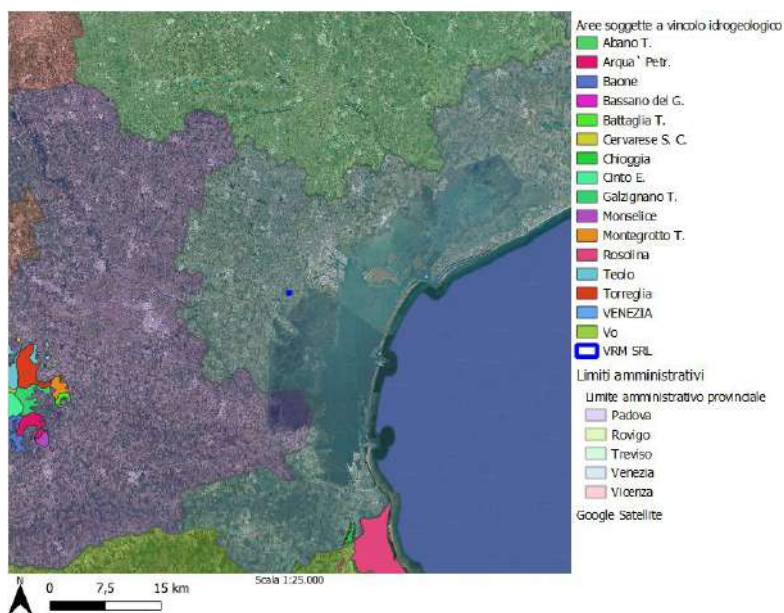 Aree soggette a vincolo idrogeologico
Abano T.
Arqua` Petr.
Baone
Bassano del G.
Battaglia T.
Cervarese S. C.
Chioggia
Cinto E.
Galzignano T.
Monselice
Montegrotto T.
Rosolina
Teolo
Torreglia
VENEZIA
Vo
VRM SRL
Limiti amministrativi
Limite amministrativo provinciale
Padova
Rovigo
Treviso
Venezia
Vicenza
Google Satellite
Scala 1:25.000
N
0 7,5 15 km